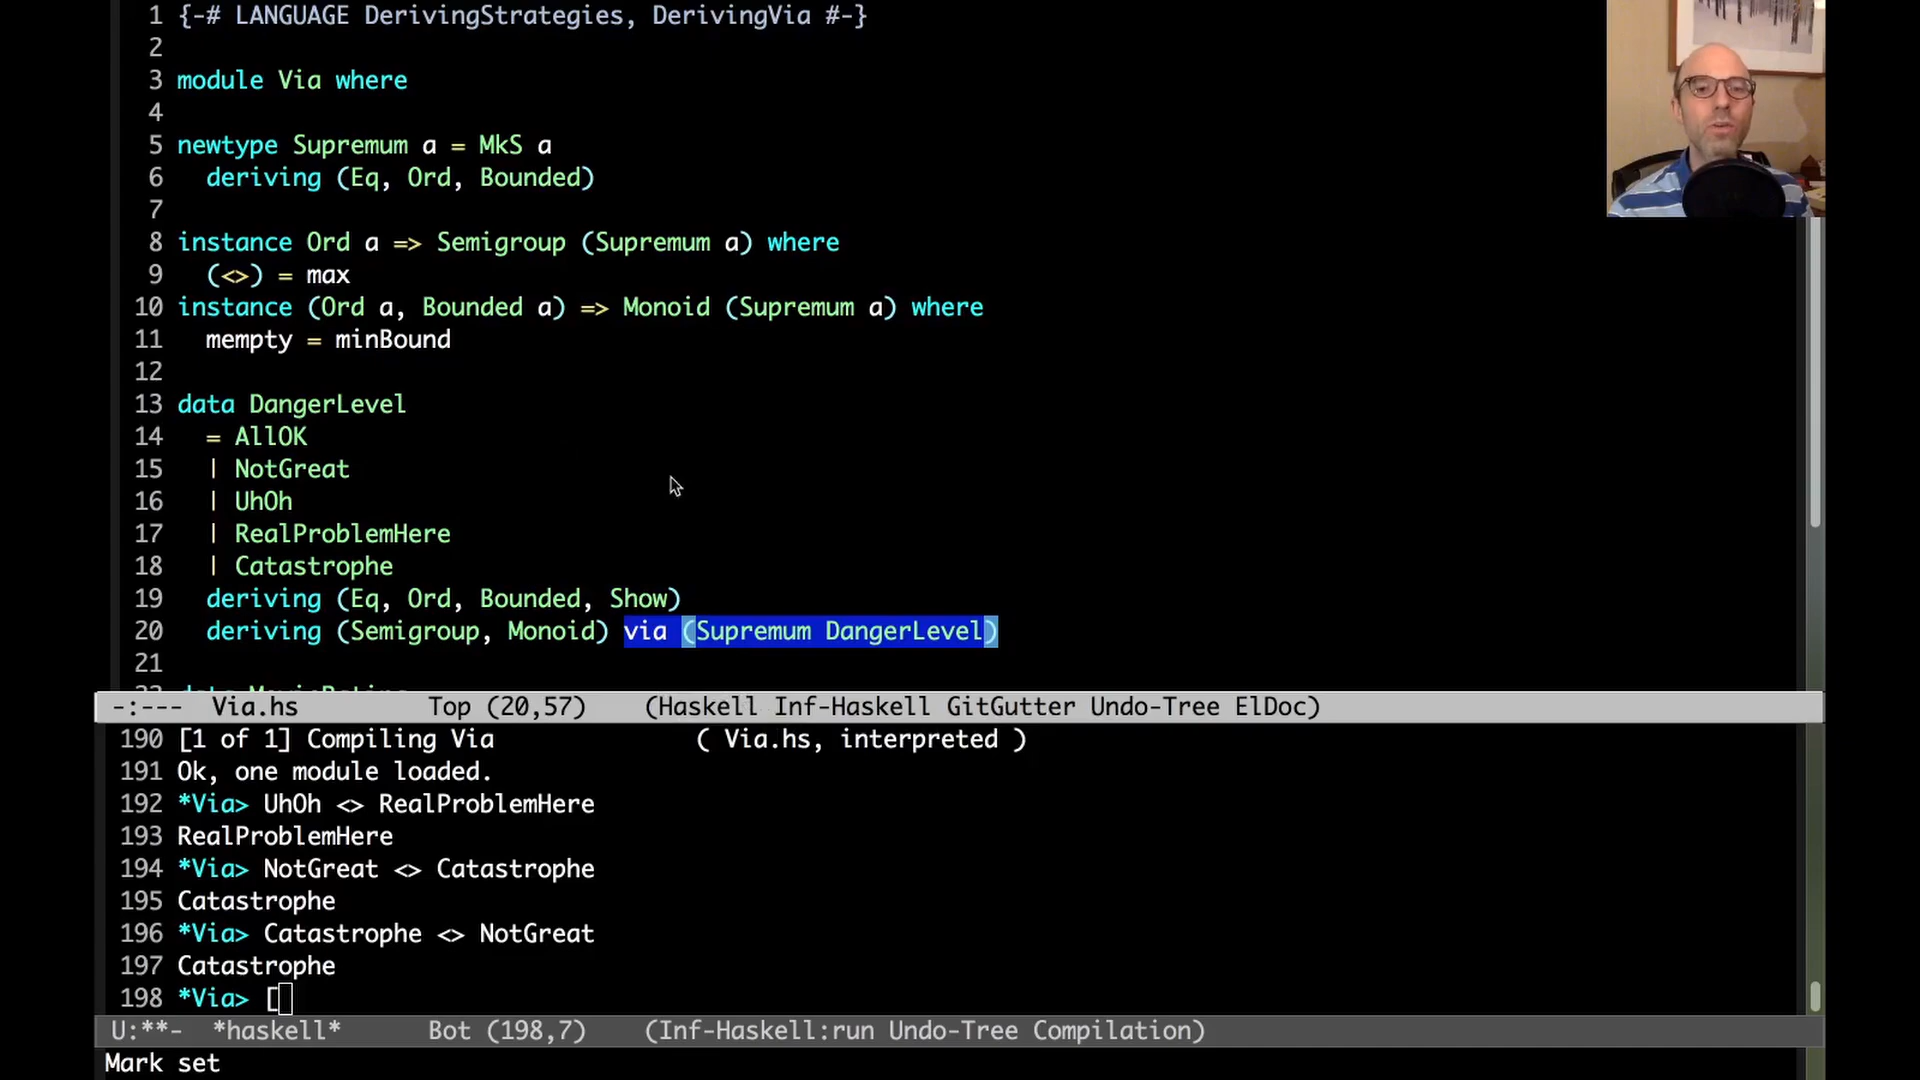 1 {-# LANGUAGE DerivingStrategies, DerivingVia #-}
2
3 module Via where
4
5 newtype Supremum a = MkS a
6 deriving (Eq, Ord, Bounded)
7
8 instance Ord a => Semigroup (Supremum a) where
9 (<>) = max
10 instance (Ord a, Bounded a) => Monoid (Supremum a) where
11 mempty = minBound
12
13 data DangerLevel
14 = AllOK
15 | NotGreat
16 | UhOh
17 | RealProblemHere
18 | Catastrophe
19 deriving (Eq, Ord, Bounded, Show)
20 deriving (Semigroup, Monoid) via (Supremum DangerLevel)
21
-:--- Via.hs Top (20,57) (Haskell Inf-Haskell GitGutter Undo-Tree ElDoc)
190 [1 of 1] Compiling Via ( Via.hs, interpreted )
191 Ok, one module loaded.
192 *Via> UhOh <> RealProblemHere
193 RealProblemHere
194 *Via> NotGreat <> Catastrophe
195 Catastrophe
196 *Via> Catastrophe <> NotGreat
197 Catastrophe
198 *Via> [
U:**- *haskell* Bot (198,7) (Inf-Haskell:run Undo-Tree Compilation)
Mark set